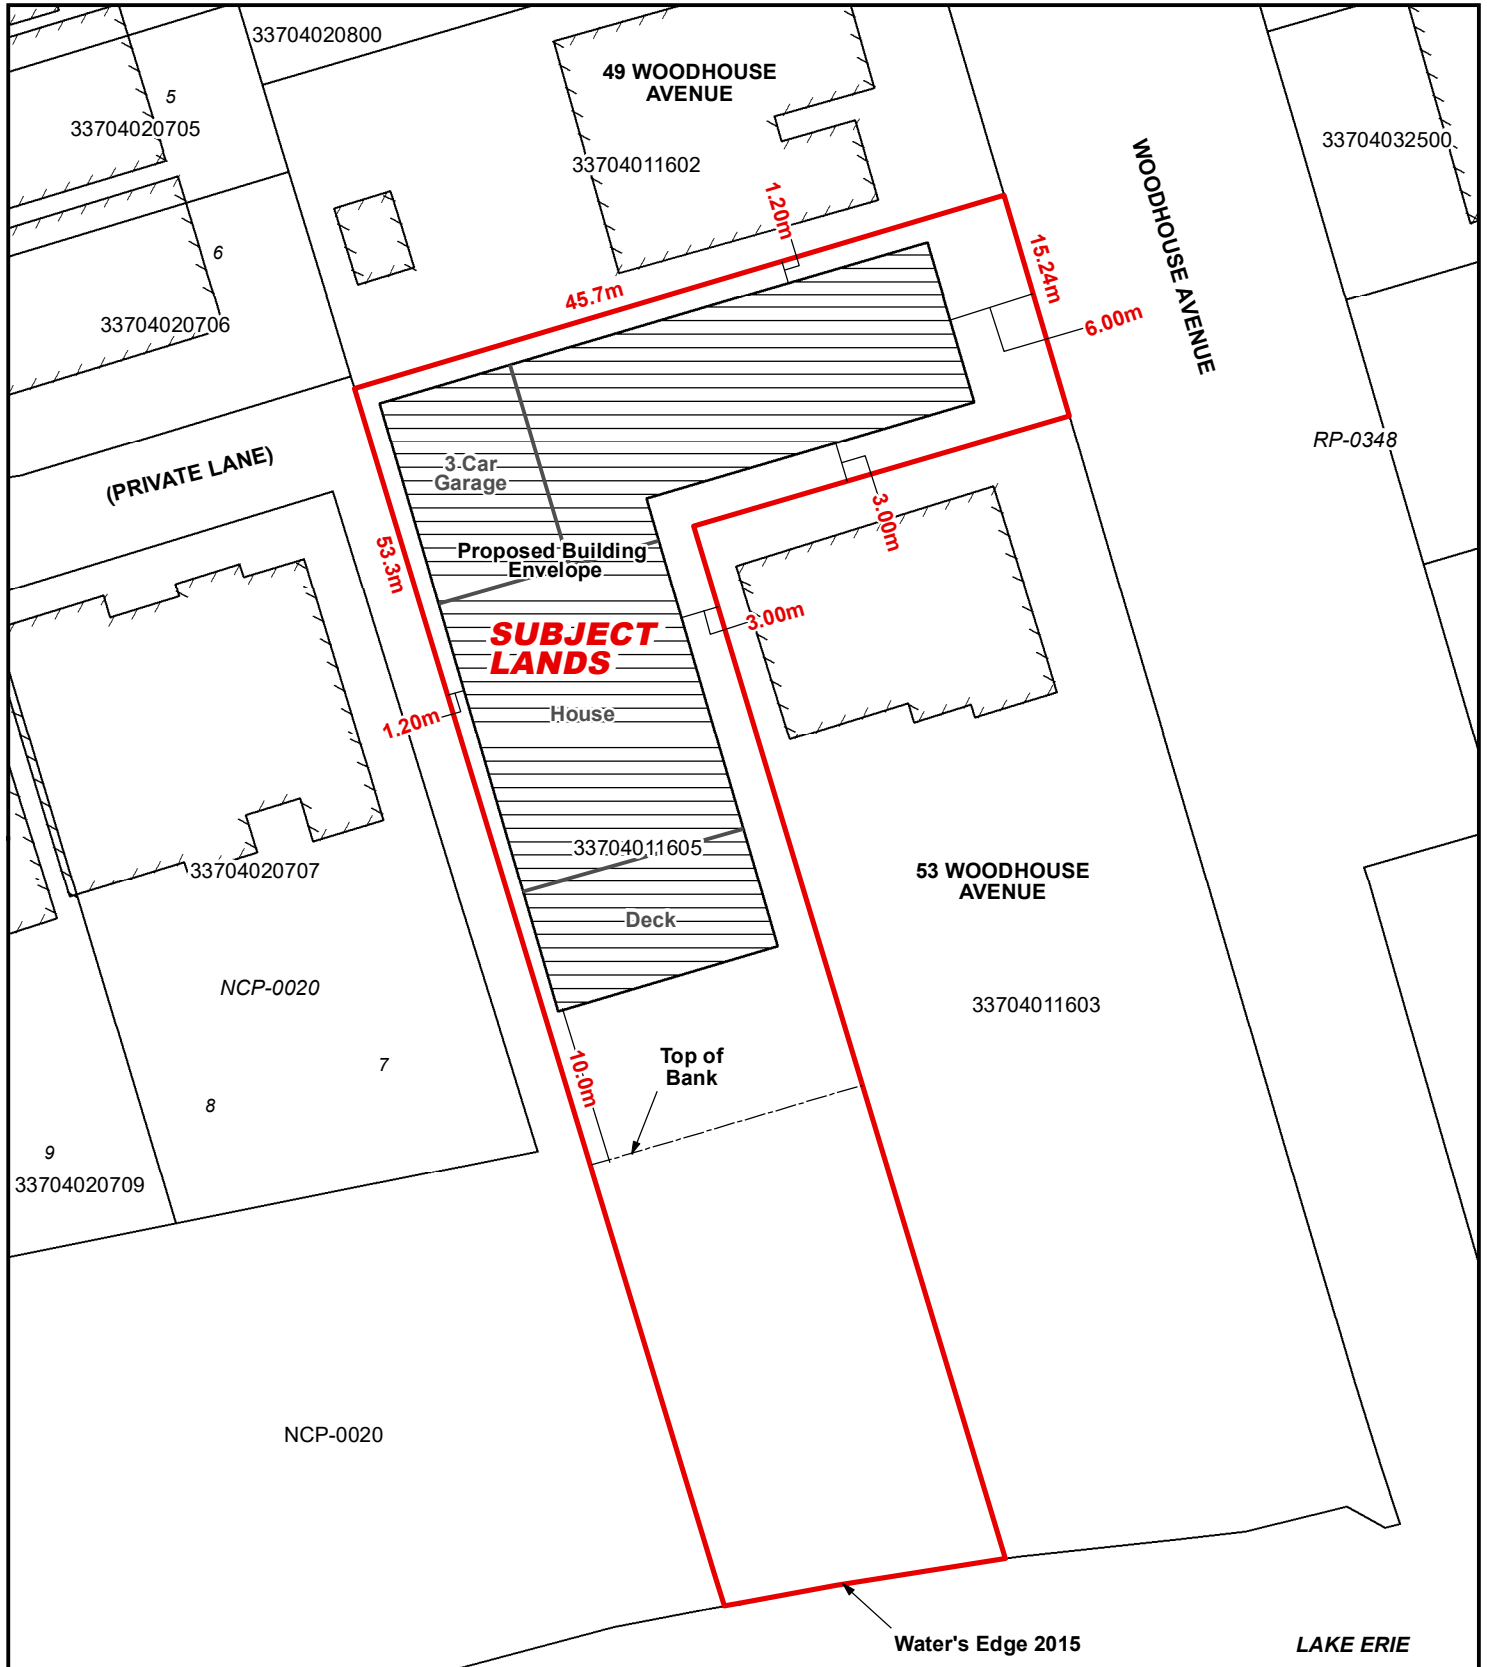 33704020800
49 WOODHOUSE
AVENUE
5
33704020705
33704011602
33704032500
WOODHOUSE AVENUE
1.20m
6
15.24m
45.7m
33704020706
6.00m
RP-0348
(PRIVATE LANE)
3 Car
Garage
3.00m
53.3m
Proposed Building
Envelope
3.00m
SUBJECT
LANDS
1.20m
House
33704011605
33704020707
53 WOODHOUSE
AVENUE
Deck
NCP-0020
33704011603
10.0m
Top of
Bank
7
8
9
33704020709
NCP-0020
Water's Edge 2015
LAKE ERIE